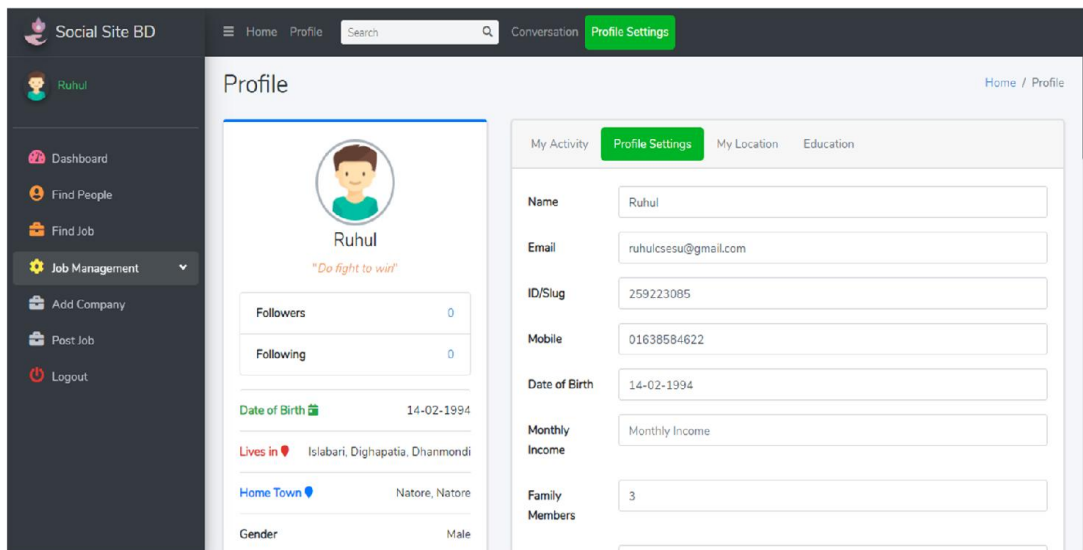 Social Site BD
Home Profile Search Conversation Profile Settings
Ruhul
Dashboard
Find People
Find Job
Job Management
Add Company
Post Job
Logout
Profile
Home / Profile
Ruhul
"Do fight to win"
Followers 0
Following 0
Date of Birth 14-02-1994
Lives in Islabari, Dighapatia, Dhanmondi
Home Town Natore, Natore
Gender Male
My Activity Profile Settings My Location Education
Name Ruhul
Email ruhulcsesu@gmail.com
ID/Slug 259223085
Mobile 01638584622
Date of Birth 14-02-1994
Monthly Income Monthly Income
Family Members 3